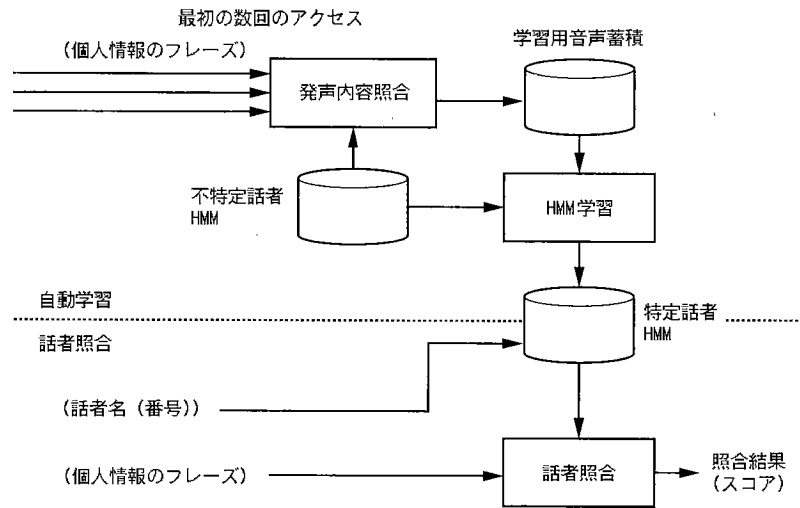 最初の数回のアクセス
(個人情報のフレーズ)
学習用音声蓄積
発声内容照合
不特定話者
HMM
HMM学習
自動学習
特定話者
HMM
話者照合
(話者名(番号))
(個人情報のフレーズ)
話者照合
照合結果
(スコア)